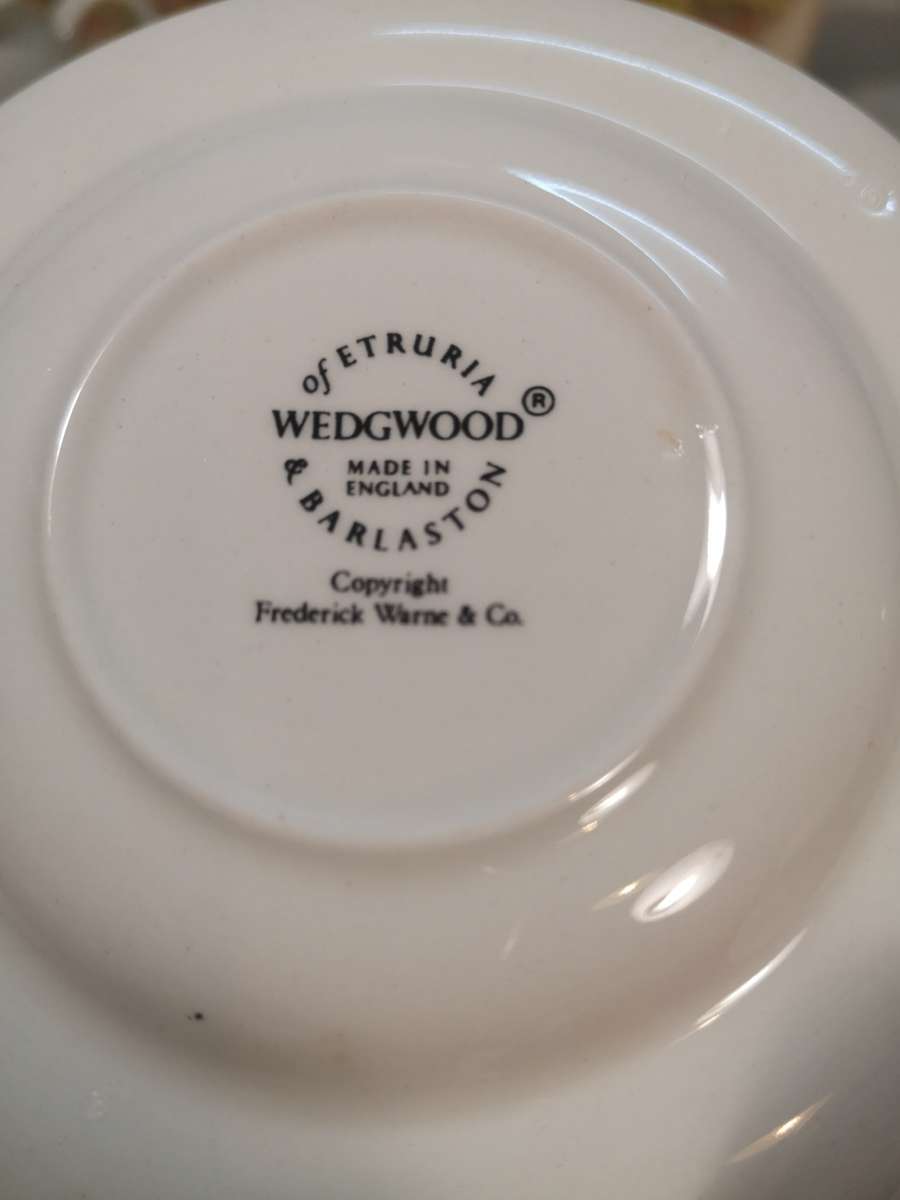 of ETRURIA
WEDGWOOD®
MADE IN
ENGLAND
& BARLASTON
Copyright
Frederick Warne & Co.